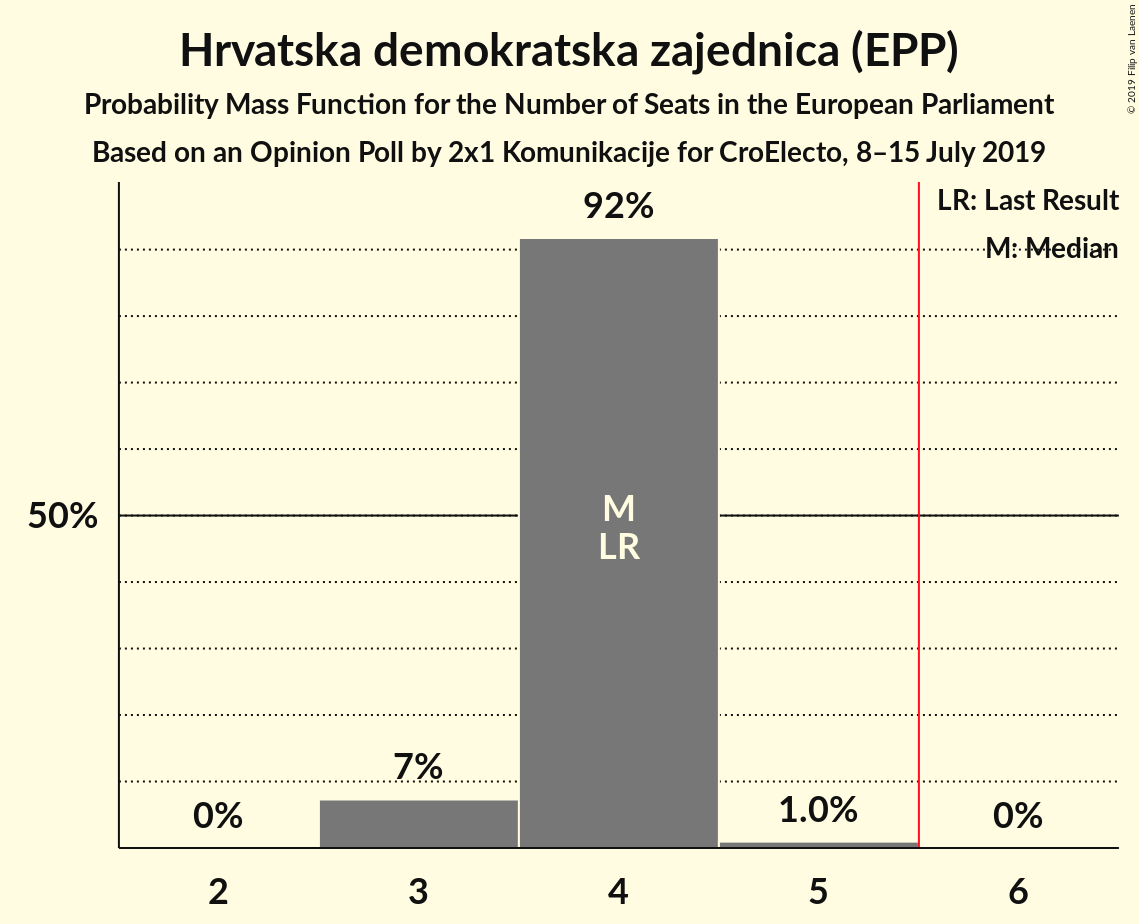 Hrvatska demokratska zajednica (EPP)
Probability Mass Function for the Number of Seats in the European Parliament
Based on an Opinion Poll by 2x1 Komunikacije for CroElecto, 8–15 July 2019
© 2019 Filip van Laenen
LR: Last Result
M: Median
92%
50%
M
LR
7%
0%
1.0%
0%
2 3 4 5 6